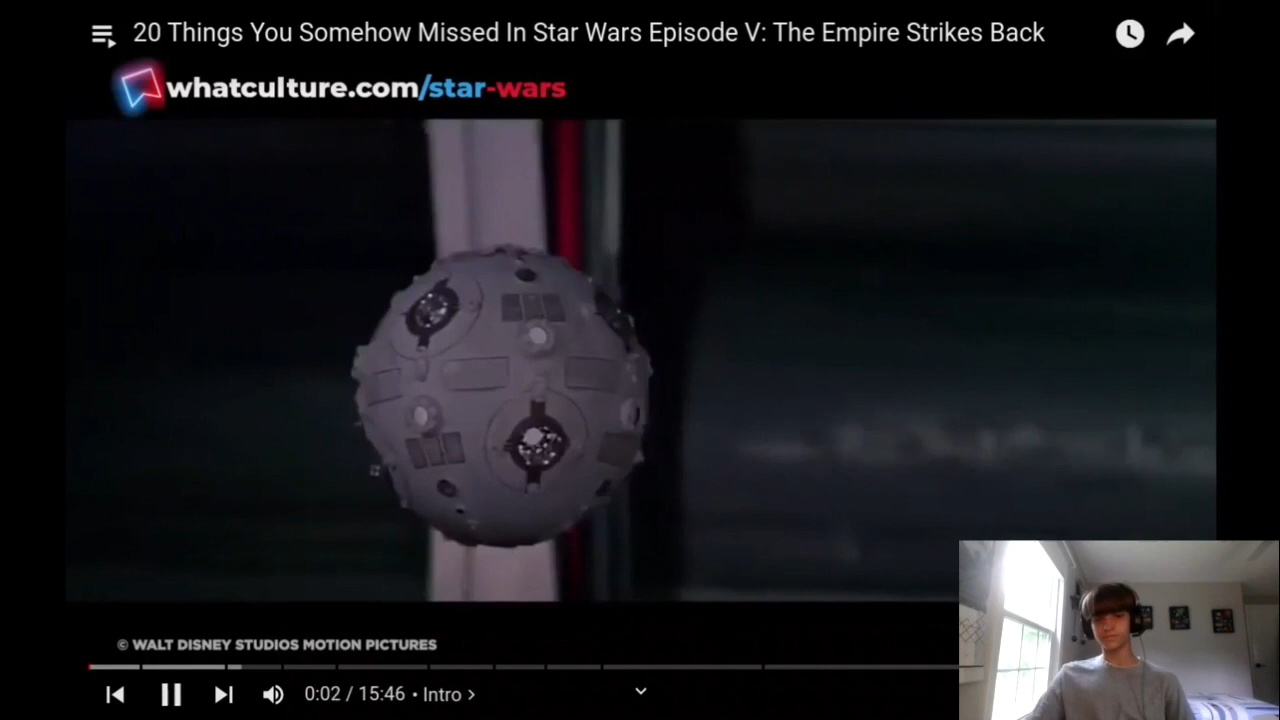 20 Things You Somehow Missed In Star Wars Episode V: The Empire Strikes Back
whatculture.com/star-wars
© WALT DISNEY STUDIOS MOTION PICTURES
0:02 / 15:46 • Intro >